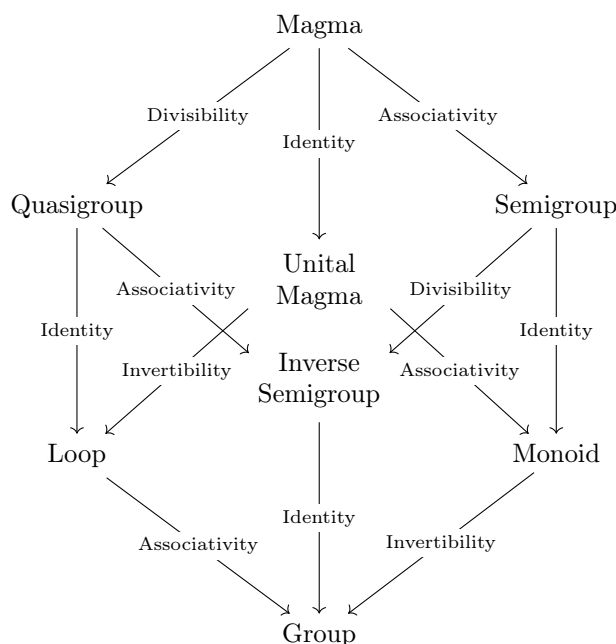 Magma
Divisibility
Identity
Associativity
Quasigroup
Semigroup
Unital
Magma
Associativity
Divisibility
Identity
Identity
Inverse
Semigroup
Invertibility
Associativity
Loop
Monoid
Associativity
Identity
Invertibility
Group